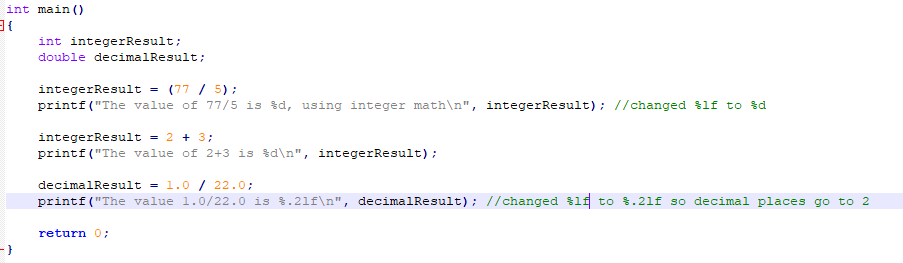 int main()
{
int integerResult;
double decimalResult;
integerResult = (77 / 5);
printf("The value of 77/5 is %d, using integer math\n", integerResult); //changed %lf to %d
integerResult = 2 + 3;
printf("The value of 2+3 is %d\n", integerResult);
decimalResult = 1.0 / 22.0;
printf("The value 1.0/22.0 is %.2lf\n", decimalResult); //changed %lf to %.2lf so decimal places go to 2
return 0;
}